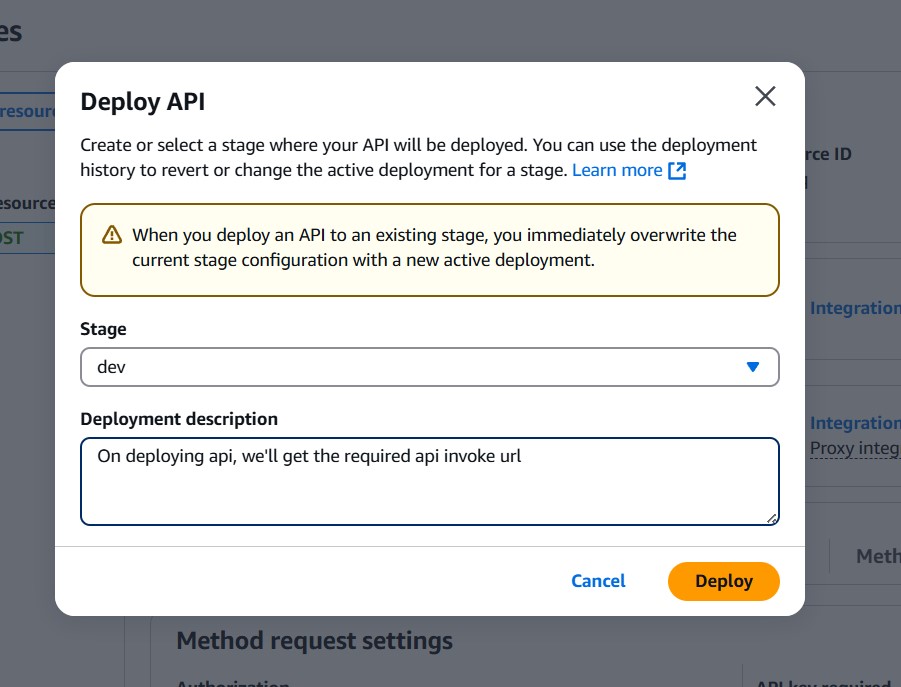 es
Deploy API
Create or select a stage where your API will be deployed. You can use the deployment
history to revert or change the active deployment for a stage. Learn more
When you deploy an API to an existing stage, you immediately overwrite the
current stage configuration with a new active deployment.
Stage
dev
Deployment description
On deploying api, we'll get the required api invoke url
Cancel
Deploy
resour
esource
OST
rce ID
Integration
Integration
Proxy integ
Meth
Method request settings
Authorization
API key required